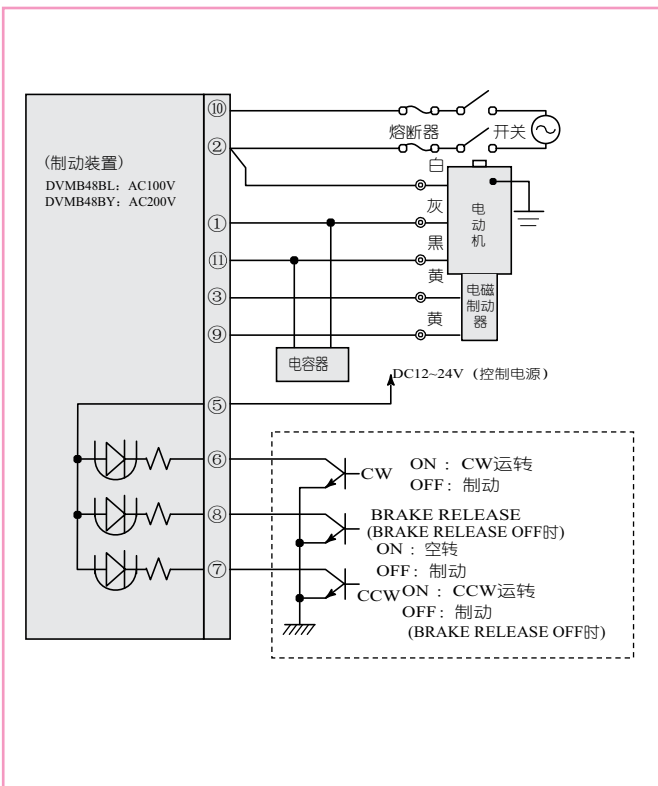 ⑩
熔断器
开关
②
白
(制动装置)
DVMB48BL：AC100V
DVMB48BY：AC200V
灰
①
电动机
黑
⑪
黄
③
电磁制动器
黄
⑨
电容器
DC12~24V（控制电源）
⑤
⑥
CW
ON ：CW运转
OFF：制动
⑧
BRAKE RELEASE
(BRAKE RELEASE OFF时)
ON ：空转
OFF：制动
⑦
CCW
ON ：CCW运转
OFF：制动
(BRAKE RELEASE OFF时)